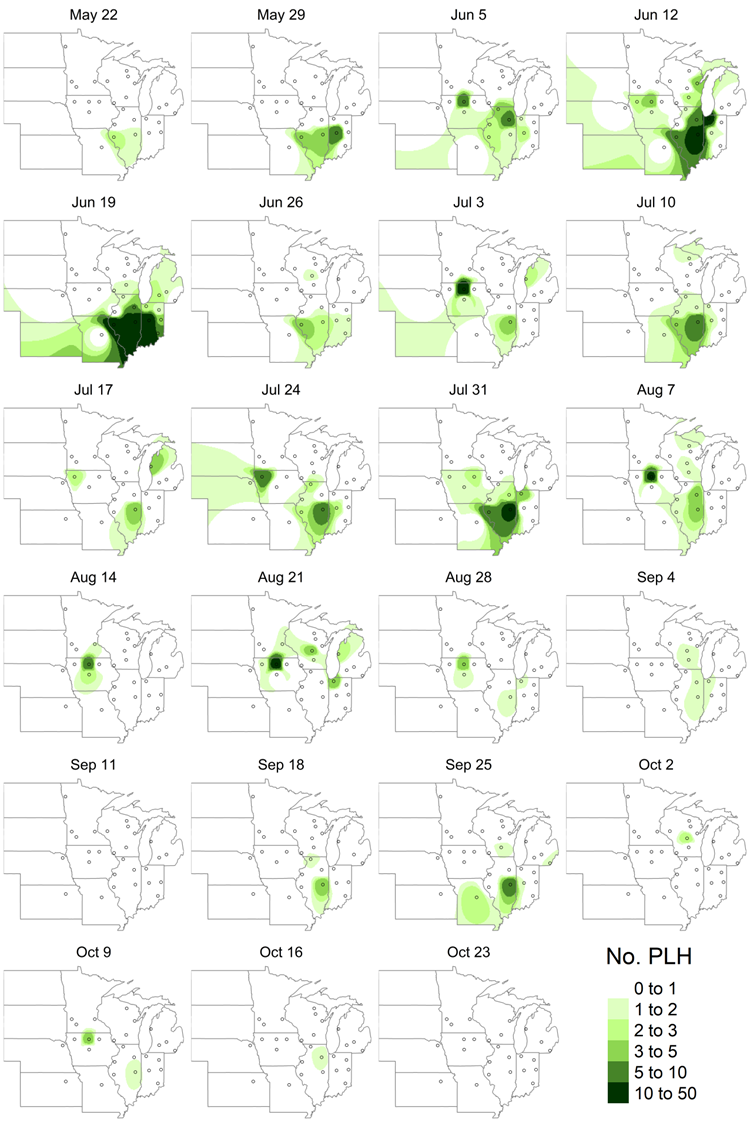 May 22
May 29
Jun 5
Jun 12
Jun 19
Jun 26
Jul 3
Jul 10
Jul 17
Jul 24
Jul 31
Aug 7
Aug 14
Aug 21
Aug 28
Sep 4
Sep 11
Sep 18
Sep 25
Oct 2
Oct 9
Oct 16
Oct 23
No. PLH
0 to 1
1 to 2
2 to 3
3 to 5
5 to 10
10 to 50